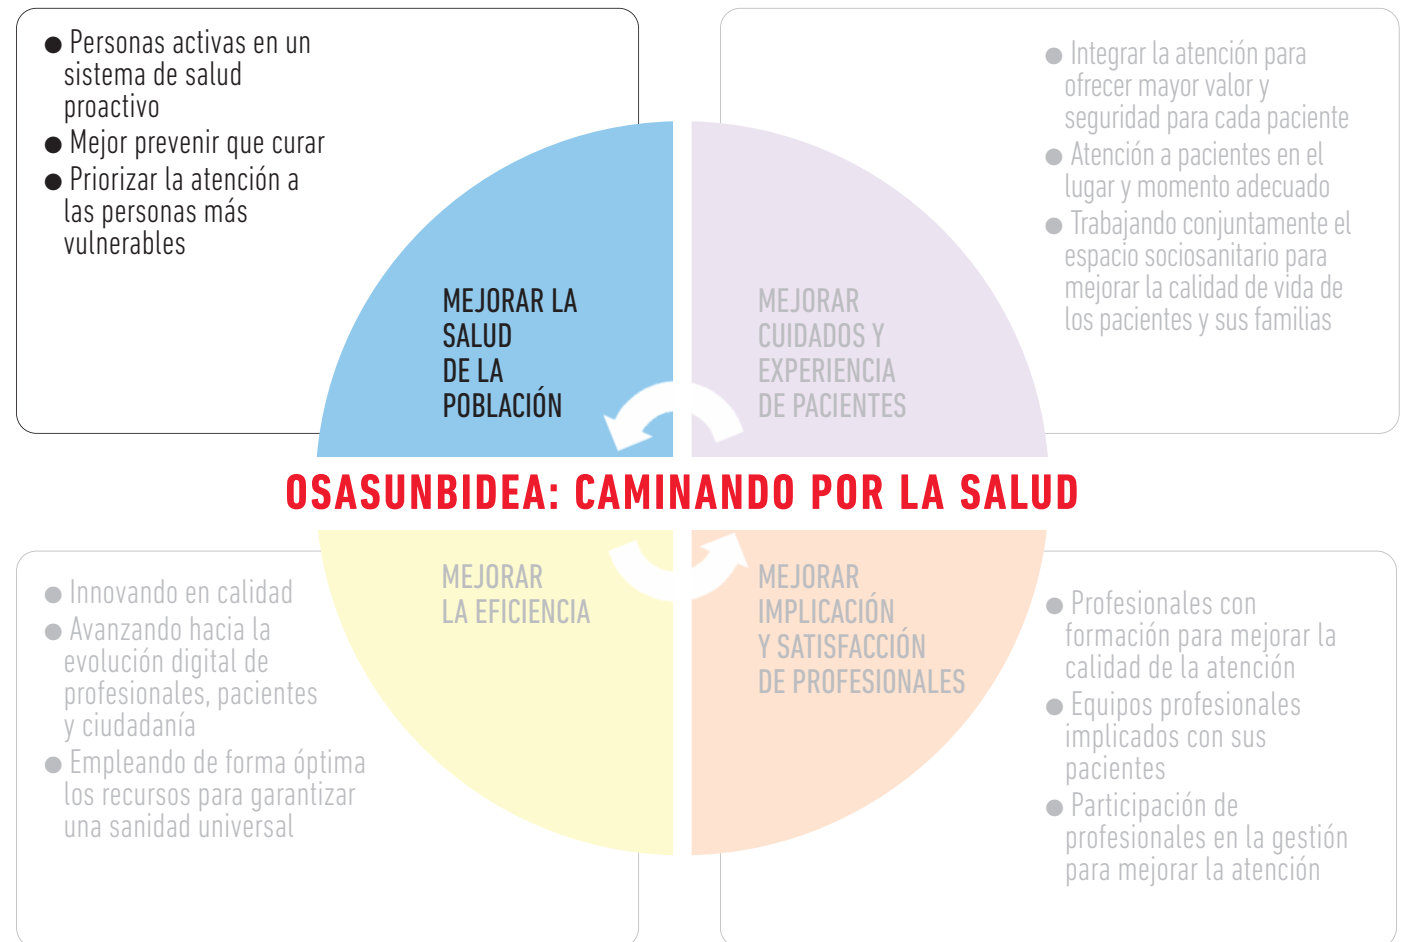 ● Personas activas en un
sistema de salud
proactivo
● Mejor prevenir que curar
● Priorizar la atención a
las personas más
vulnerables
MEJORAR LA
SALUD
DE LA
POBLACIÓN
● Integrar la atención para
ofrecer mayor valor y
seguridad para cada paciente
● Atención a pacientes en el
lugar y momento adecuado
● Trabajando conjuntamente el
espacio sociosanitario para
mejorar la calidad de vida de
los pacientes y sus familias
MEJORAR
CUIDADOS Y
EXPERIENCIA
DE PACIENTES
OSASUNBIDEA: CAMINANDO POR LA SALUD
● Innovando en calidad
● Avanzando hacia la
evolución digital de
profesionales, pacientes
y ciudadanía
● Empleando de forma óptima
los recursos para garantizar
una sanidad universal
MEJORAR
LA EFICIENCIA
MEJORAR
IMPLICACIÓN
Y SATISFACCIÓN
DE PROFESIONALES
● Profesionales con
formación para mejorar la
calidad de la atención
● Equipos profesionales
implicados con sus
pacientes
● Participación de
profesionales en la gestión
para mejorar la atención